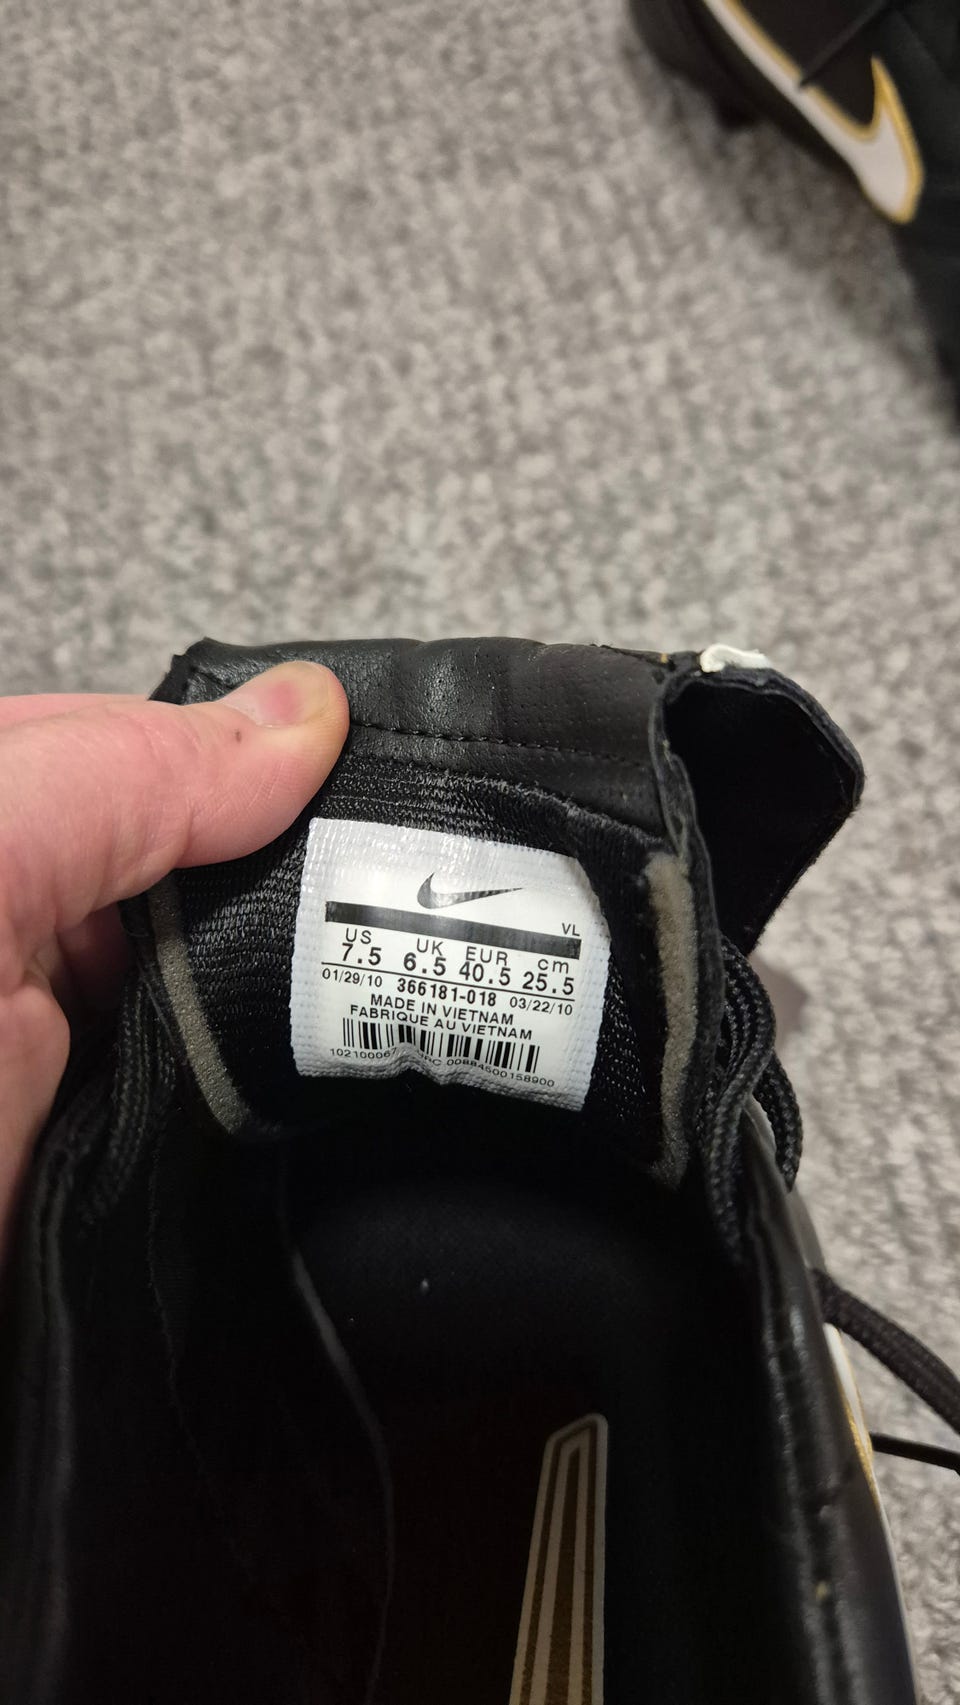 VL
US UK EUR cm
7.5 6.5 40.5 25.5
01/29/10 366181-018 03/22/10
MADE IN VIETNAM
FABRIQUE AU VIETNAM
00884500158900